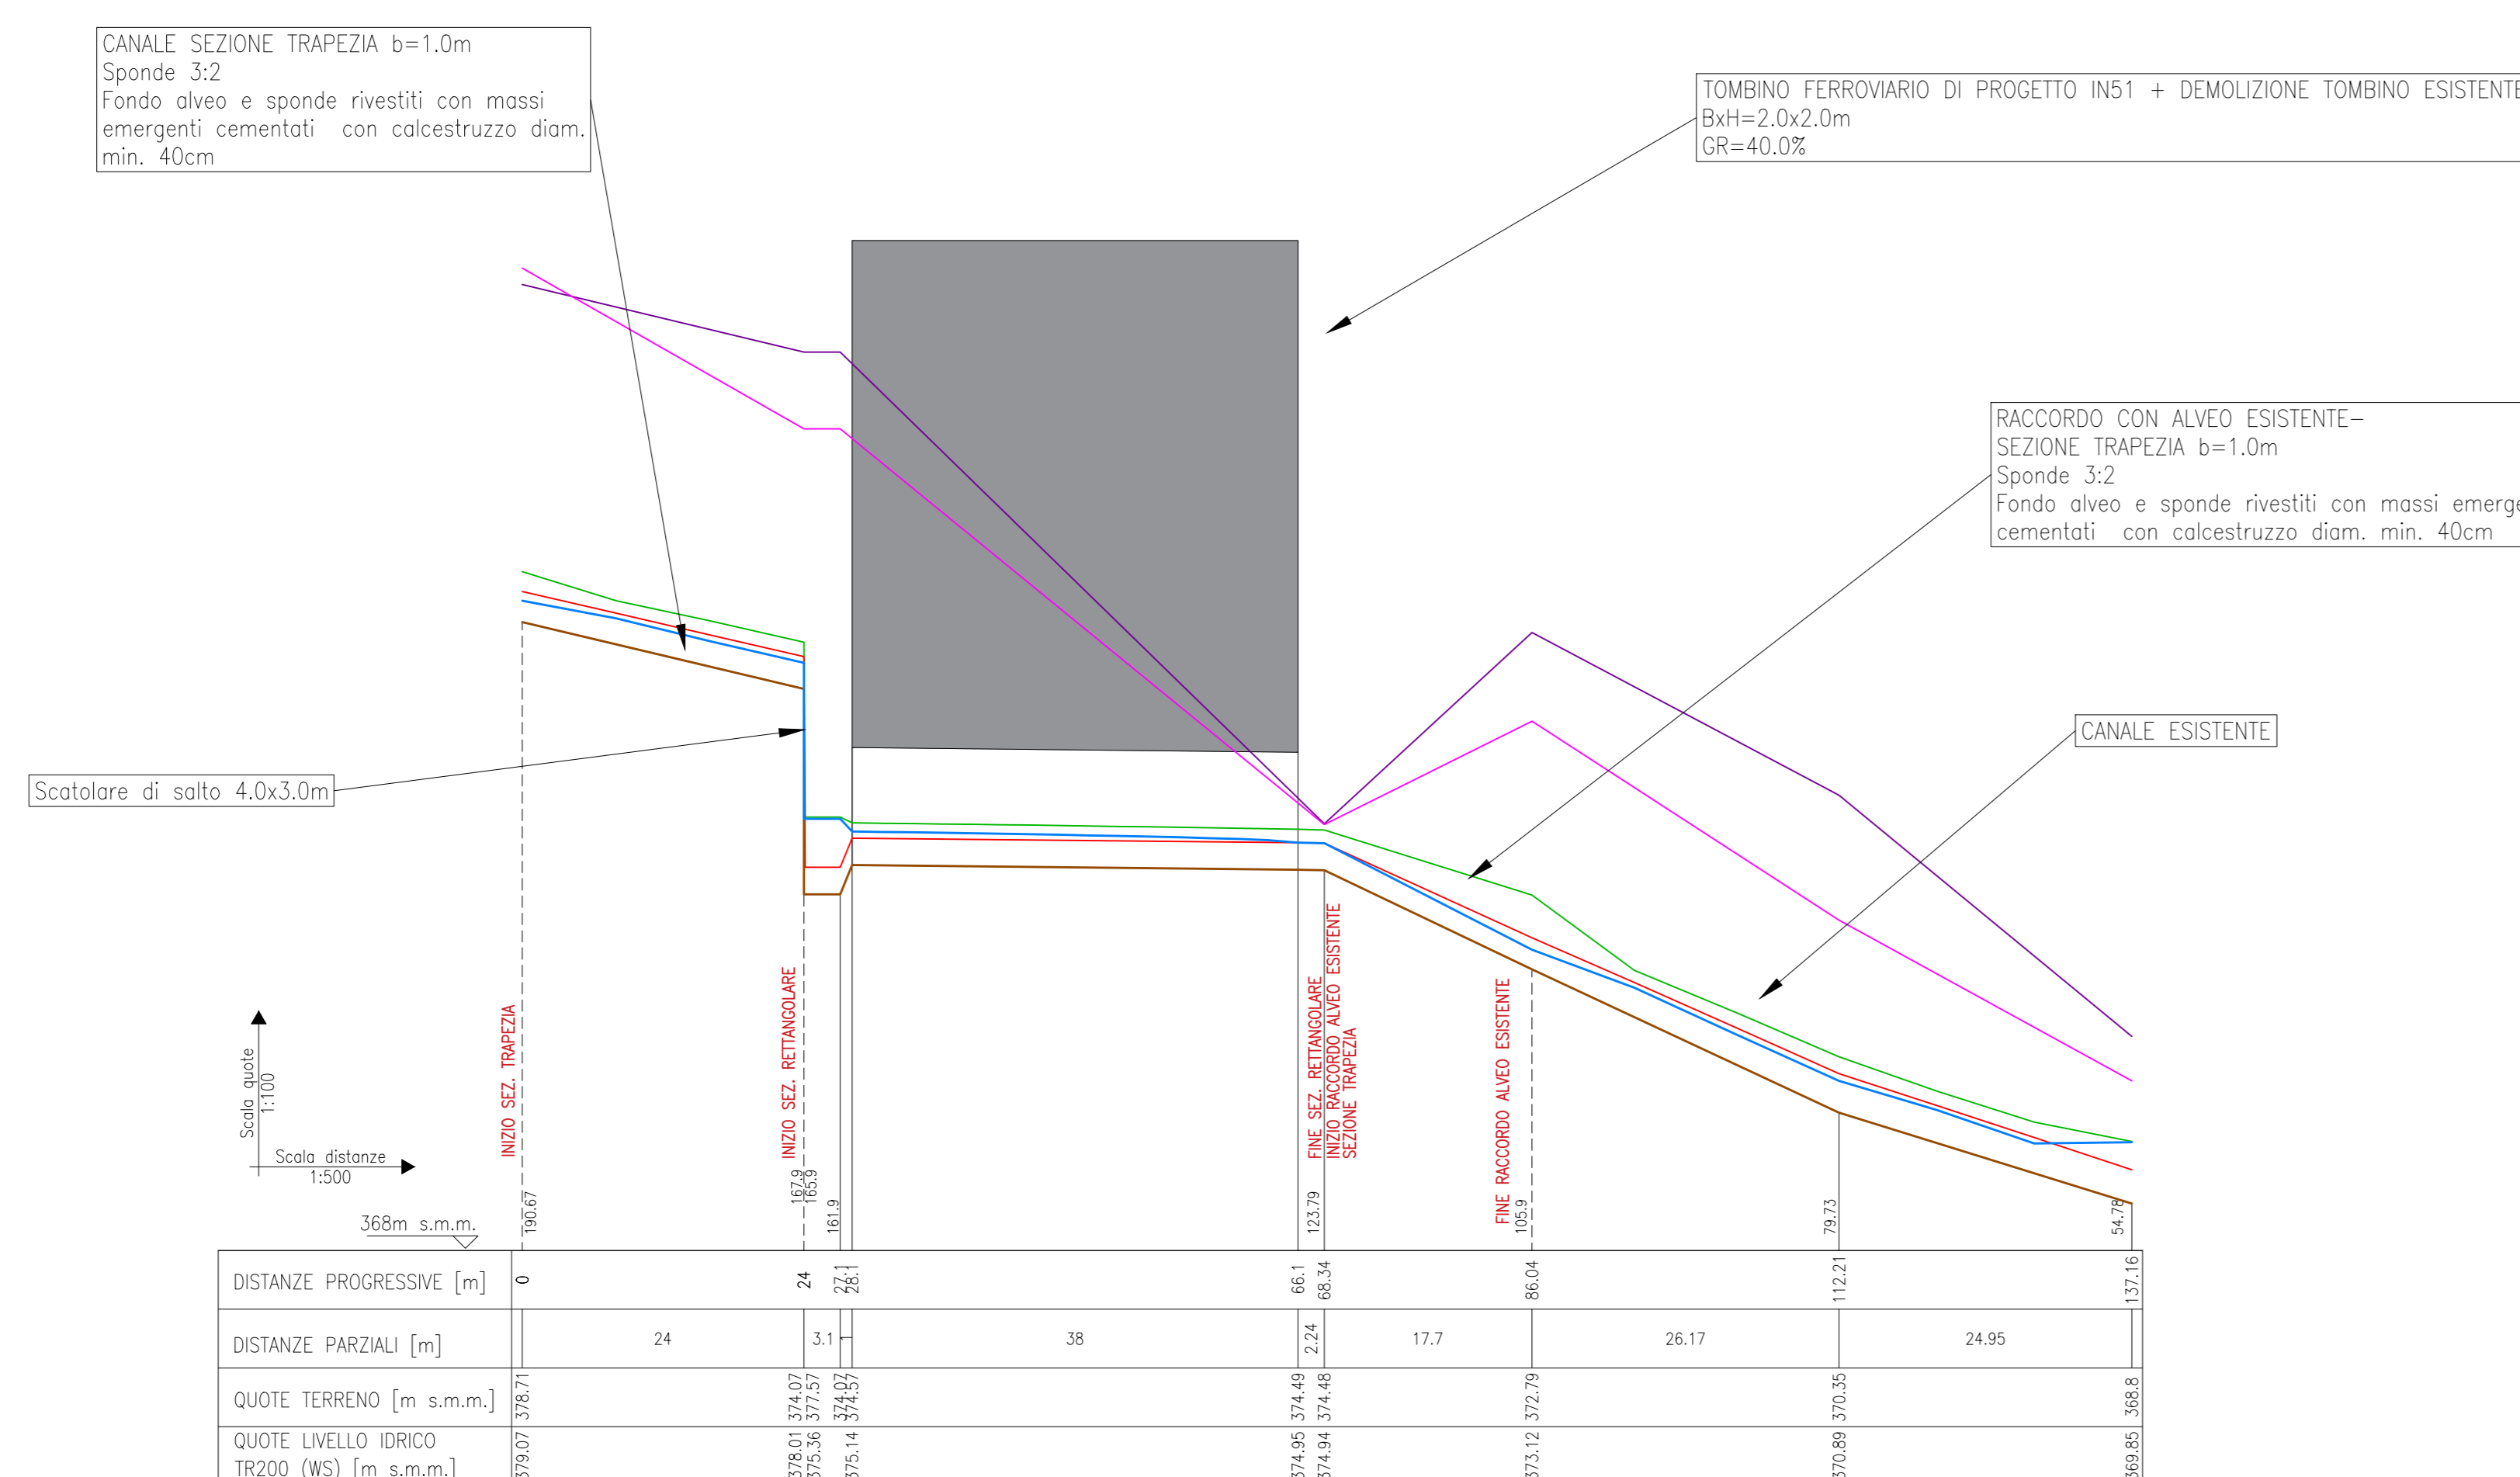 CANALE SEZIONE TRAPEZIA b=1.0m
Sponde 3:2
Fondo alveo e sponde rivestiti con massi
emergenti cementati con calcestruzzo diam.
min. 40cm
TOMBINO FERROVIARIO DI PROGETTO IN51 + DEMOLIZIONE TOMBINO ESISTENTE
BxH=2.0x2.0m
GR=40.0%
RACCORDO CON ALVEO ESISTENTE-
SEZIONE TRAPEZIA b=1.0m
Sponde 3:2
Fondo alveo e sponde rivestiti con massi emerge
cementati con calcestruzzo diam. min. 40cm
CANALE ESISTENTE
Scatolare di salto 4.0x3.0m
Scala quote
1:100
Scala distanze
1:500
368m s.m.m.
INIZIO SEZ. TRAPEZIA
INIZIO SEZ. RETTANGOLARE
FINE SEZ. RETTANGOLARE
INIZIO RACCORDO ALVEO ESISTENTE
SEZIONE TRAPEZIA
FINE RACCORDO ALVEO ESISTENTE
190.67 167.9 165.9 161.9 123.79 105.9 79.73 54.78
DISTANZE PROGRESSIVE [m] 0 24 27.1 28.1 66.1 68.34 86.04 112.21 137.16
DISTANZE PARZIALI [m] 24 3.1 1 38 2.24 17.7 26.17 24.95
QUOTE TERRENO [m s.m.m.] 378.71 374.07 377.57 374.07 374.57 374.49 374.48 372.79 370.35 368.8
QUOTE LIVELLO IDRICO
TR200 (WS) [m s.m.m.] 379.07 378.01 375.36 375.14 374.95 374.94 373.12 370.89 369.85